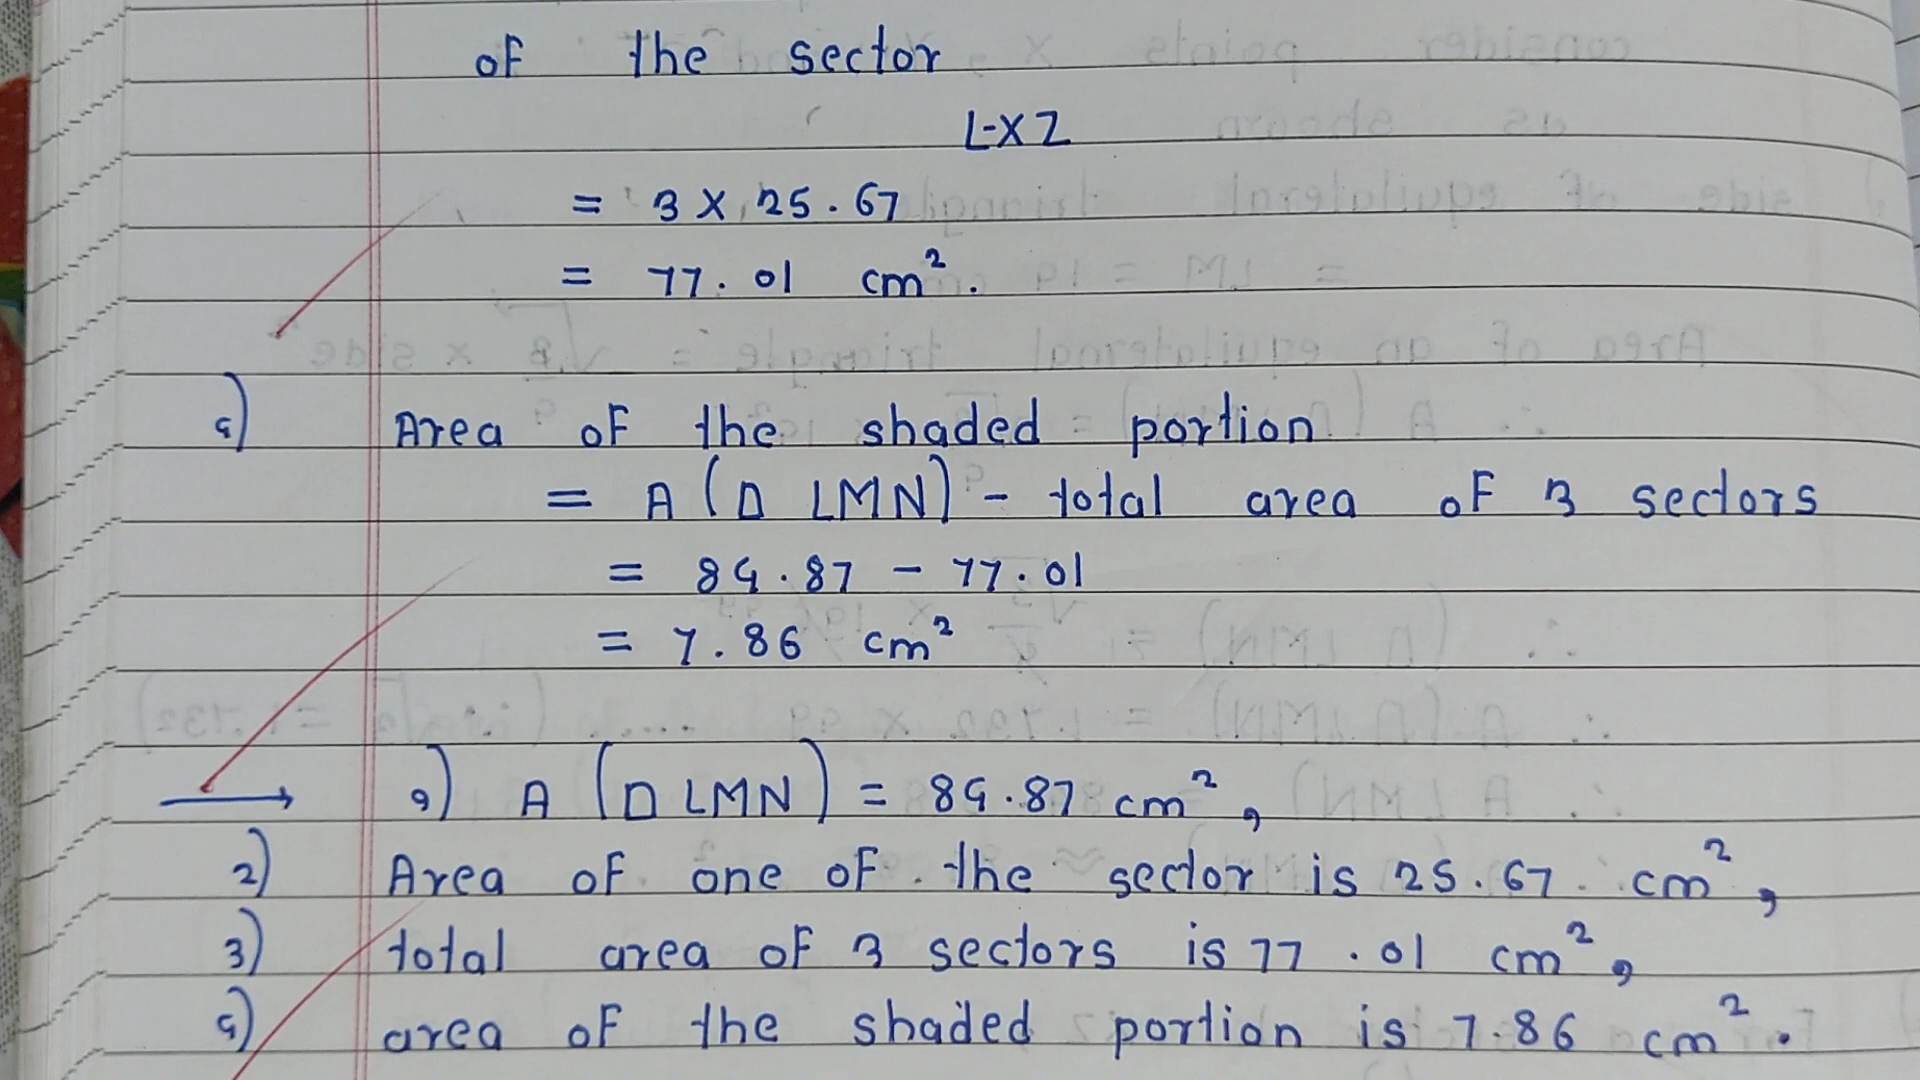 of the sector
L-XZ
= 3 X 25.67
= 77.01 cm².
4) Area of the shaded portion
= A (Δ LMN) - total area of 3 sectors
= 84.87 - 77.01
= 7.86 cm²
→ 1) A (Δ LMN) = 84.87 cm²,
2) Area of one of the sector is 25.67 cm²,
3) total area of 3 sectors is 77.01 cm²,
4) area of the shaded portion is 7.86 cm².